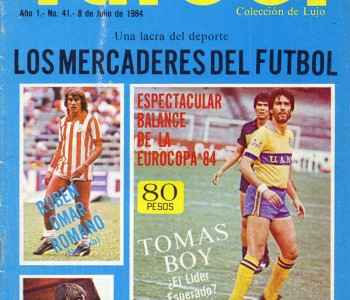 Año 1.- No. 41.- 8 de Julio de 1984
Colección de Lujo
Una lacra del deporte
LOS MERCADERES DEL FUTBOL
ESPECTACULAR
BALANCE
DE LA
EUROCOPA'84
RUBEN
OMAR
ROMANO
80
PESOS
TOMAS
BOY
¿El Líder
Esperado?
U.A.N.L.